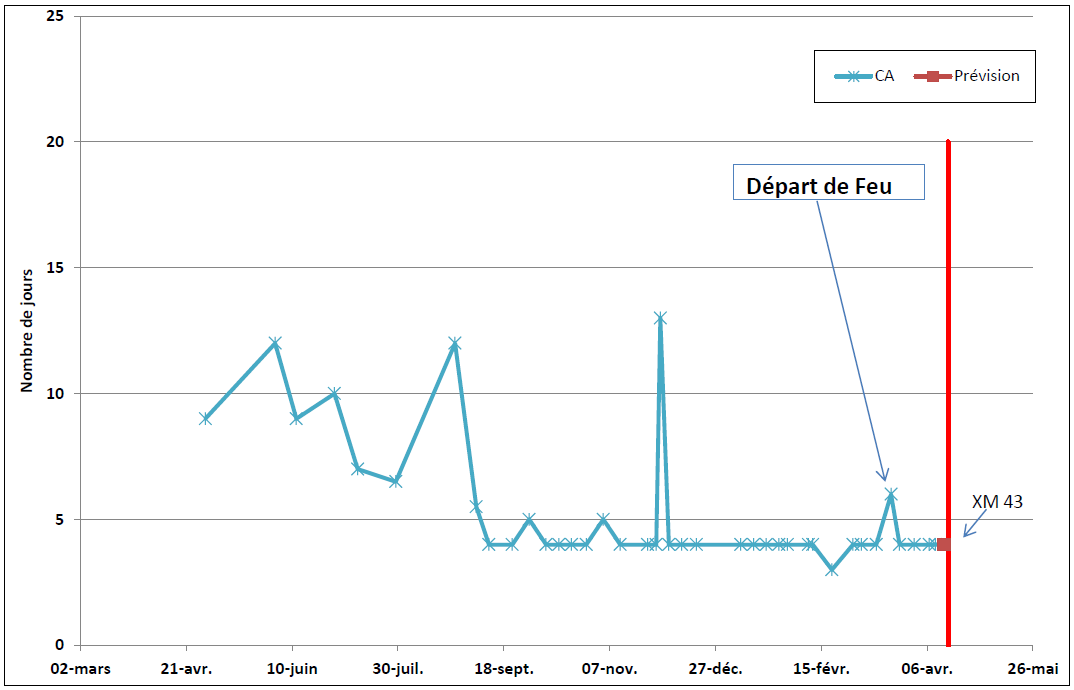 25
CA
Prévision
20
Départ de Feu
15
Nombre de jours
10
XM 43
5
0
02-mars
21-avr.
10-juin
30-juil.
18-sept.
07-nov.
27-déc.
15-févr.
06-avr.
26-mai